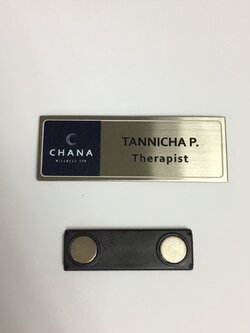 CHANA
WELLNESS SPA
TANNICHA P.
Therapist